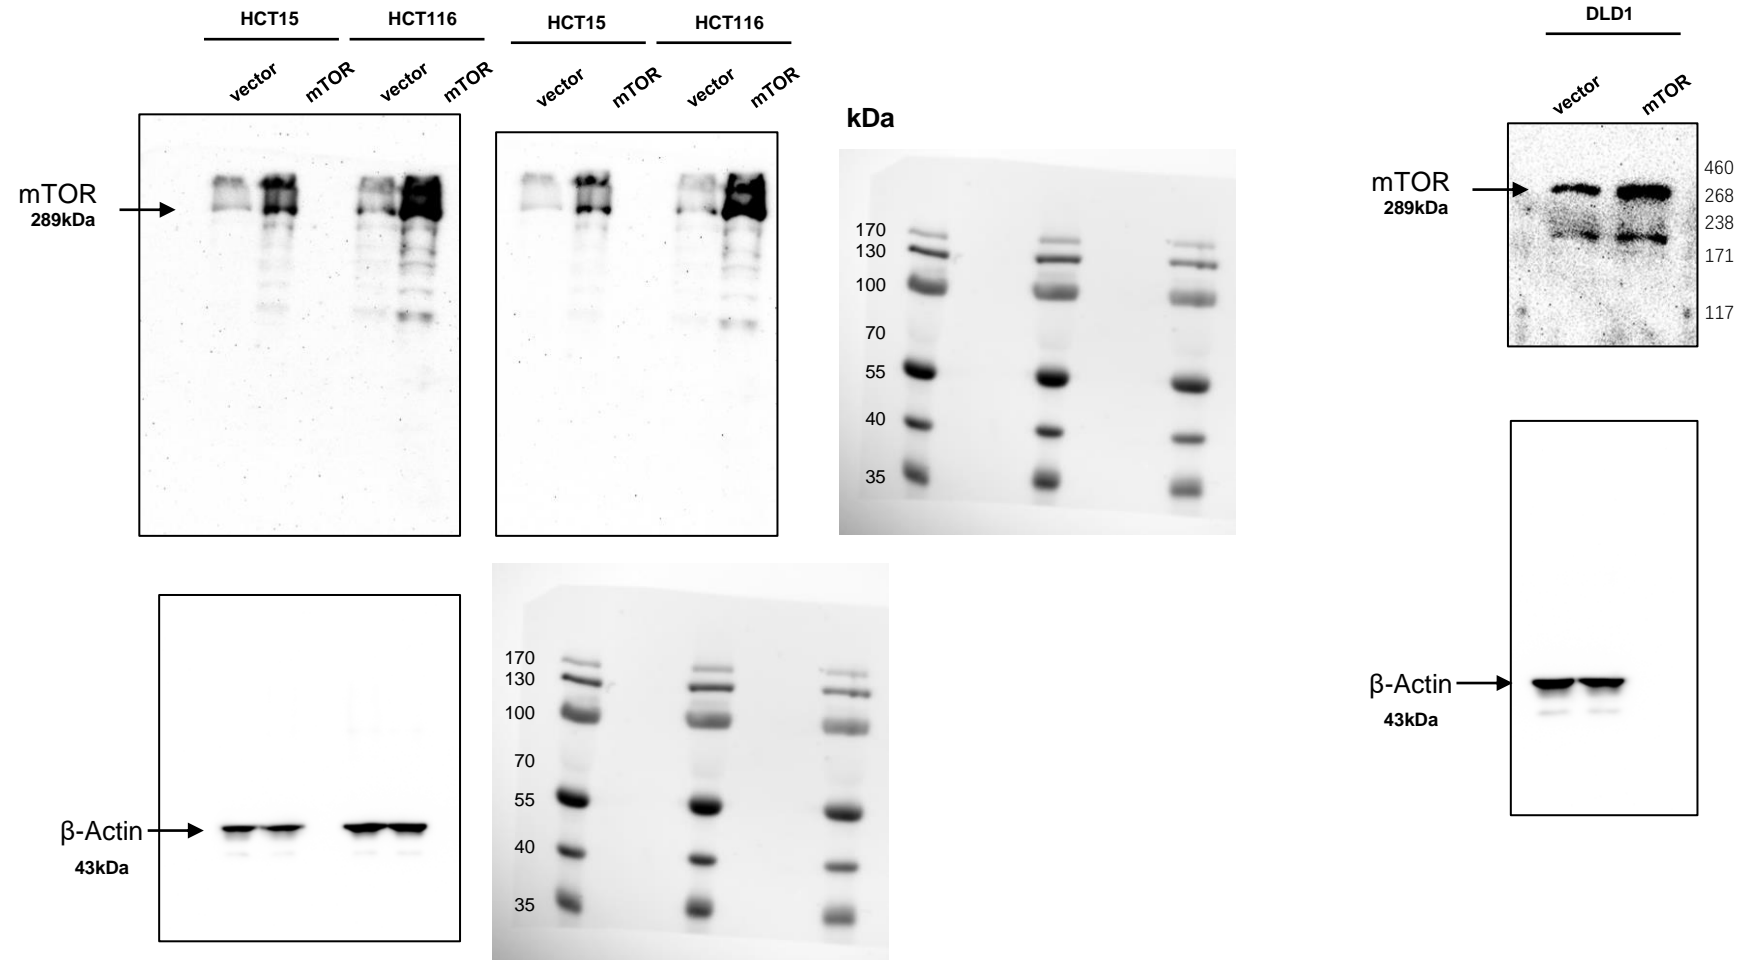 HCT15 HCT116 HCT15 HCT116 DLD1
vector mTOR vector mTOR vector mTOR vector mTOR vector mTOR
kDa
mTOR
289kDa
170
130
100
70
55
40
35
mTOR
289kDa
460
268
238
171
117
β-Actin
43kDa
170
130
100
70
55
40
35
β-Actin
43kDa